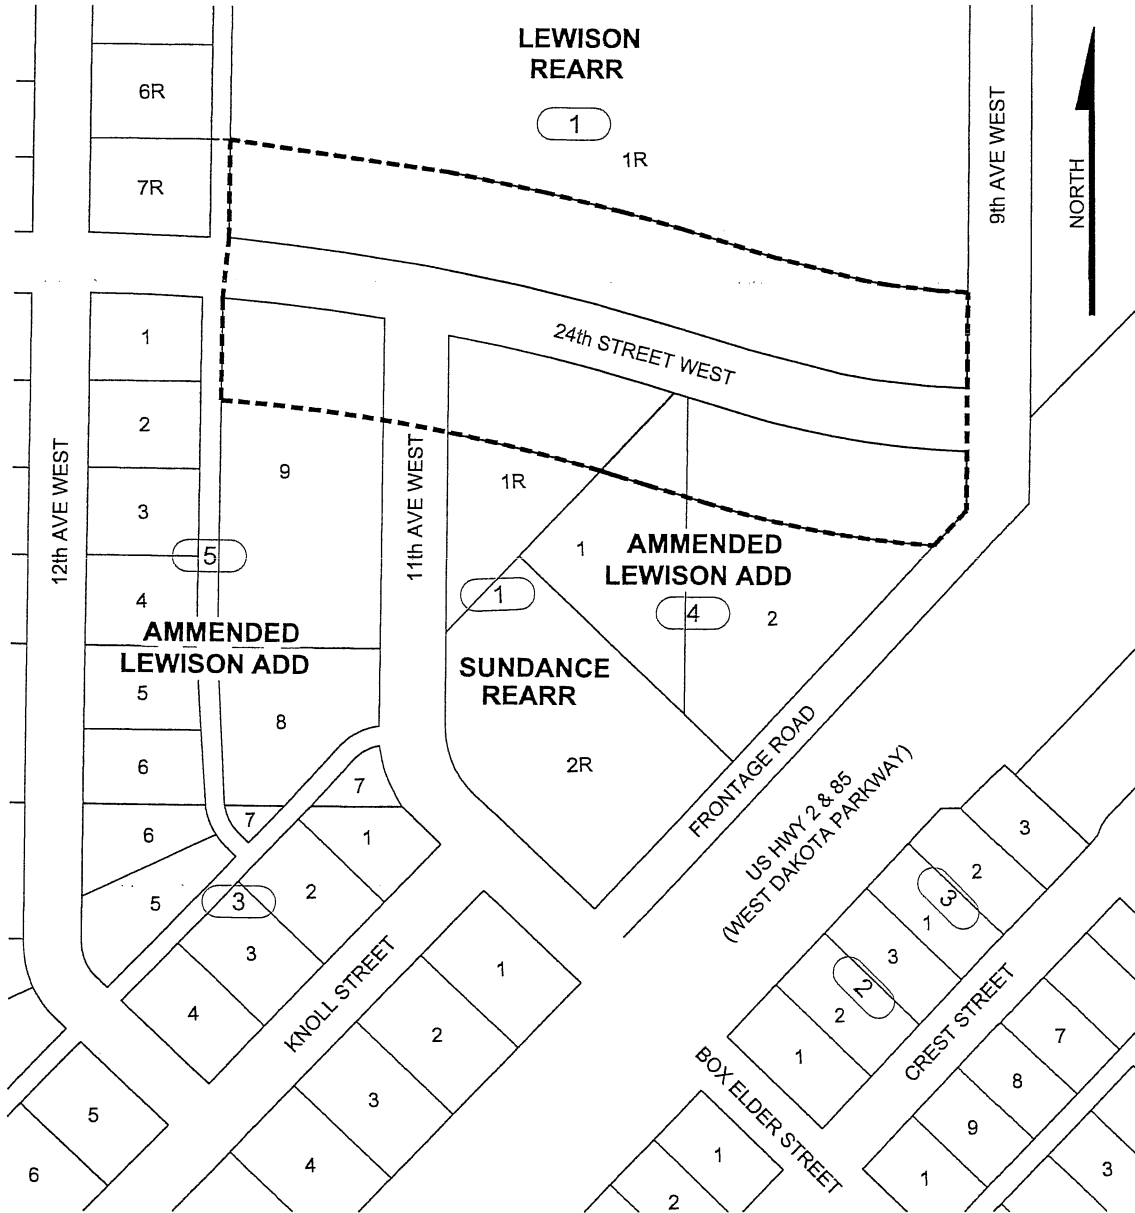 LEWISON
REARR
1
1R
9th AVE WEST
NORTH
6R
7R
24th STREET WEST
1
2
3
4
5
6
12th AVE WEST
5
9
11th AVE WEST
1R
1
AMMENDED
LEWISON ADD
1
4
2
AMMENDED
LEWISON ADD
8
SUNDANCE
REARR
2R
7
7
FRONTAGE ROAD
US HWY 2 & 85
(WEST DAKOTA PARKWAY)
6
5
3
1
2
3
4
KNOLL STREET
1
2
3
4
5
6
3
2
3
1
3
2
2
1
CREST STREET
BOX ELDER STREET
7
8
9
1
3
1
2